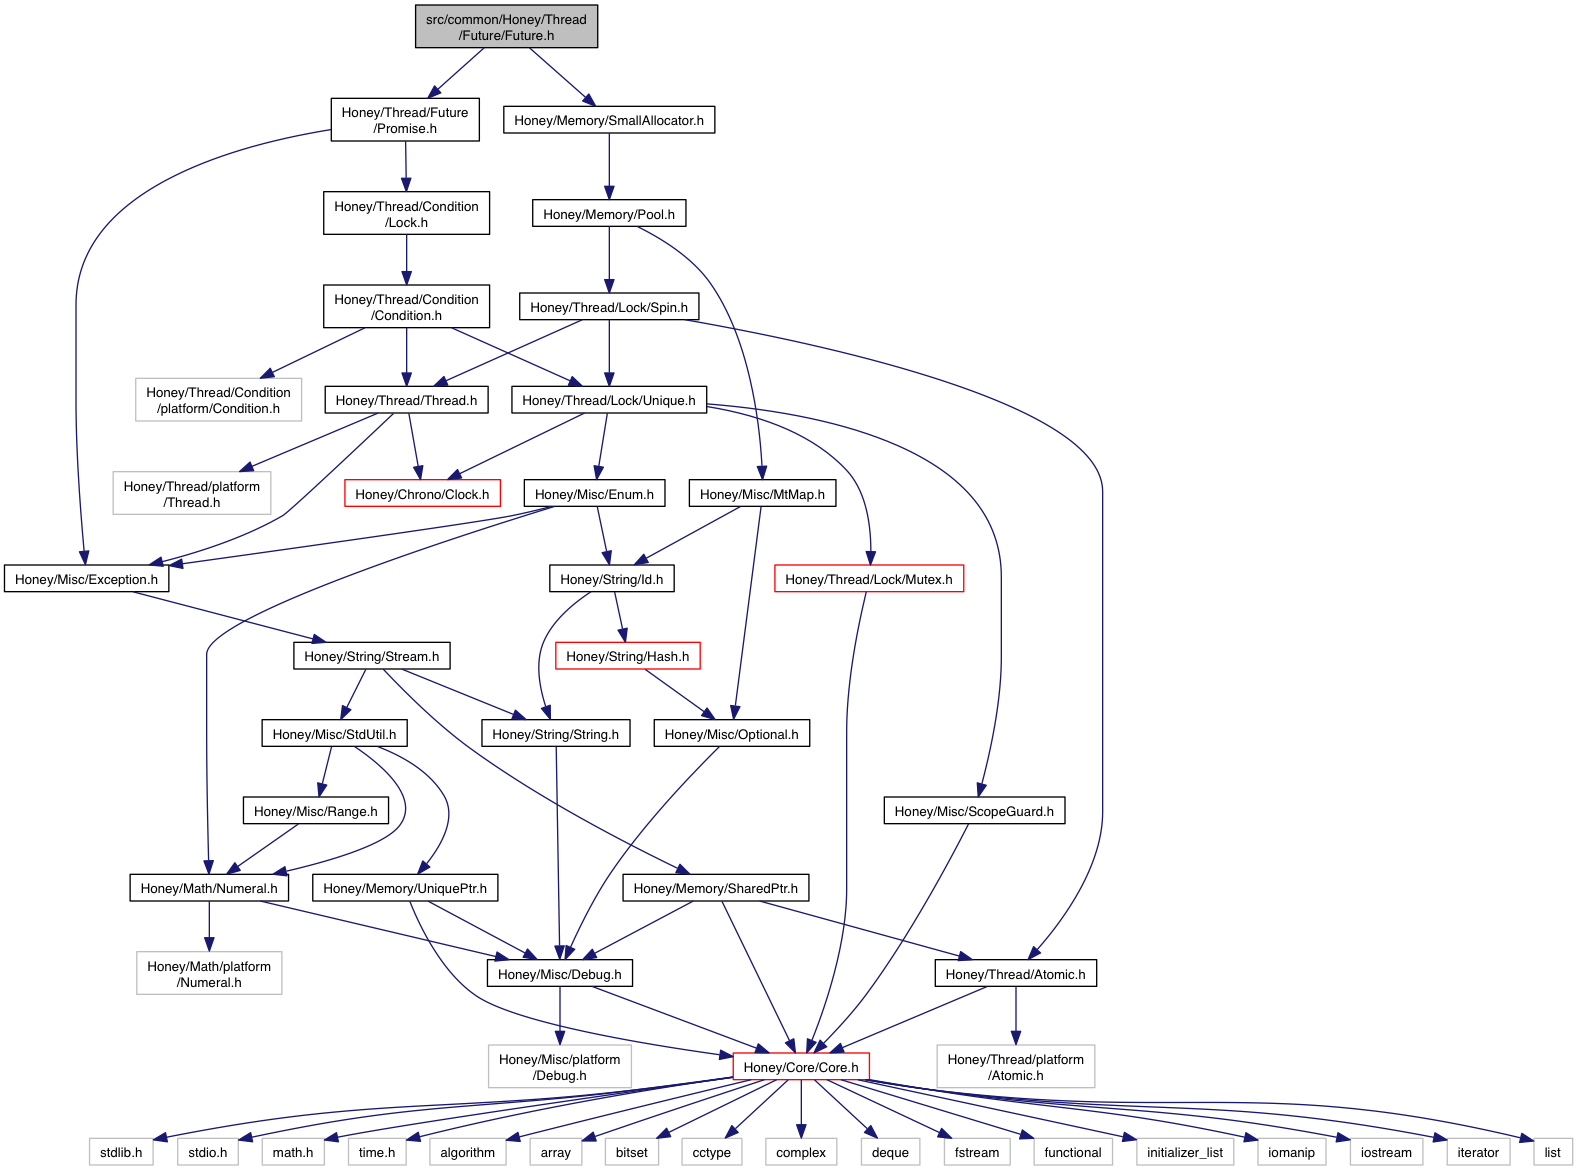 src/common/Honey/Thread
/Future/Future.h
Honey/Thread/Future
/Promise.h
Honey/Memory/SmallAllocator.h
Honey/Thread/Condition
/Lock.h
Honey/Memory/Pool.h
Honey/Thread/Condition
/Condition.h
Honey/Thread/Lock/Spin.h
Honey/Thread/Condition
/platform/Condition.h
Honey/Thread/Thread.h
Honey/Thread/Lock/Unique.h
Honey/Thread/platform
/Thread.h
Honey/Chrono/Clock.h
Honey/Misc/Enum.h
Honey/Misc/MtMap.h
Honey/Misc/Exception.h
Honey/String/Id.h
Honey/Thread/Lock/Mutex.h
Honey/String/Stream.h
Honey/String/Hash.h
Honey/Misc/StdUtil.h
Honey/String/String.h
Honey/Misc/Optional.h
Honey/Misc/Range.h
Honey/Misc/ScopeGuard.h
Honey/Math/Numeral.h
Honey/Memory/UniquePtr.h
Honey/Memory/SharedPtr.h
Honey/Math/platform
/Numeral.h
Honey/Misc/Debug.h
Honey/Thread/Atomic.h
Honey/Misc/platform
/Debug.h
Honey/Core/Core.h
Honey/Thread/platform
/Atomic.h
stdlib.h
stdio.h
math.h
time.h
algorithm
array
bitset
cctype
complex
deque
fstream
functional
initializer_list
iomanip
iostream
iterator
list